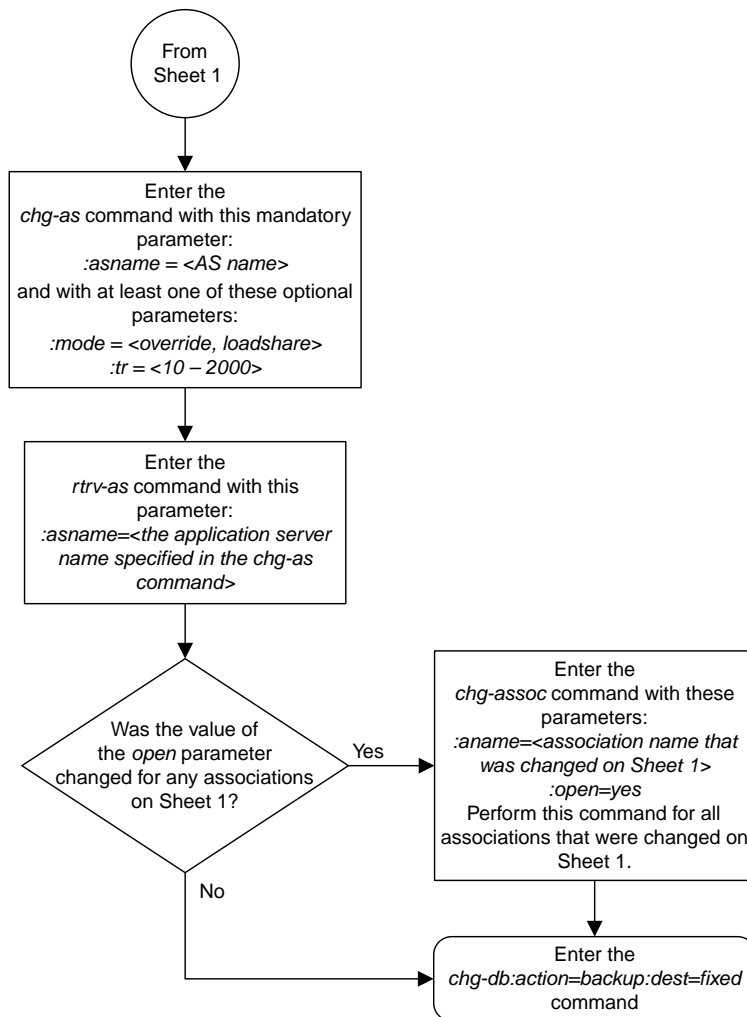 From
Sheet 1
Enter the
chg-as command with this mandatory
parameter:
:asname = <AS name>
and with at least one of these optional
parameters:
:mode = <override, loadshare>
:tr = <10 – 2000>
Enter the
rtrv-as command with this
parameter:
:asname=<the application server
name specified in the chg-as
command>
Was the value of
the open parameter
changed for any associations
on Sheet 1?
Yes
No
Enter the
chg-assoc command with these
parameters:
:aname=<association name that
was changed on Sheet 1>
:open=yes
Perform this command for all
associations that were changed on
Sheet 1.
Enter the
chg-db:action=backup:dest=fixed
command